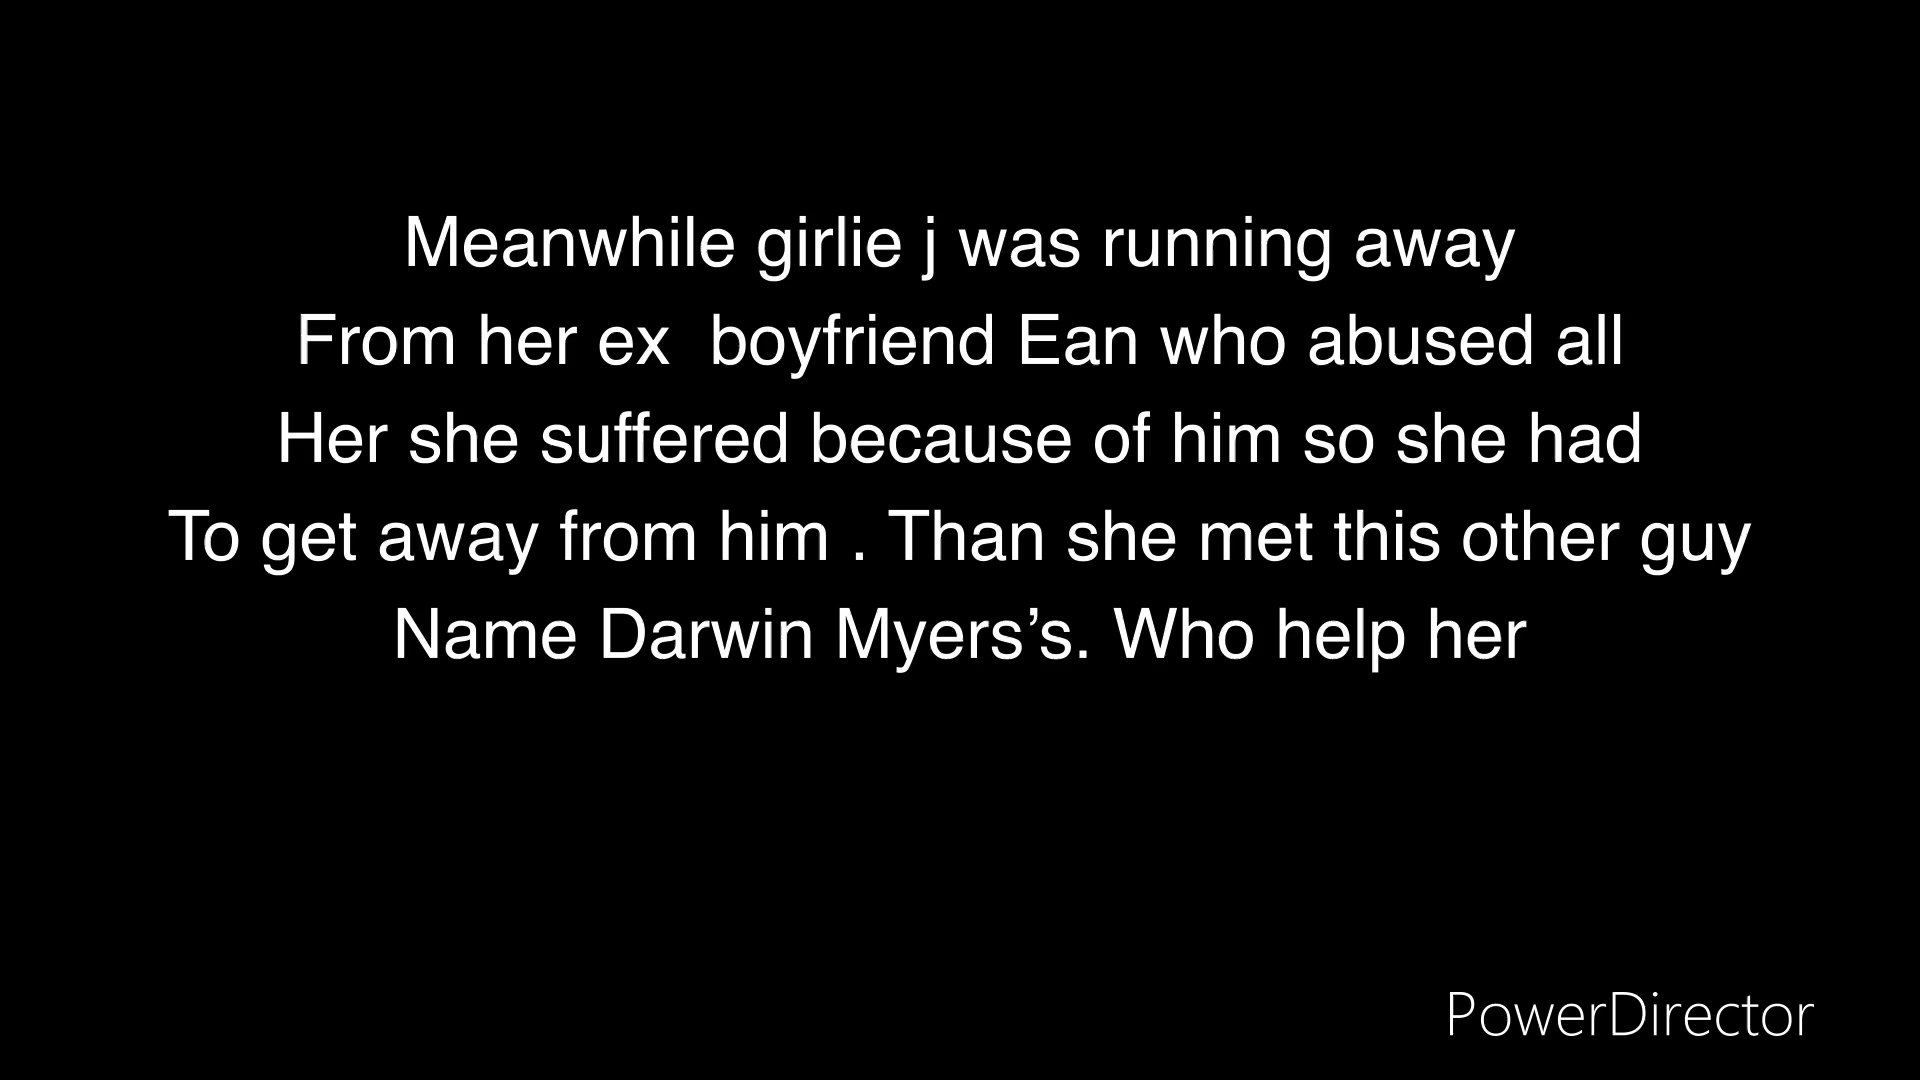 Meanwhile girlie j was running away
From her ex  boyfriend Ean who abused all
Her she suffered because of him so she had
To get away from him . Than she met this other guy
Name Darwin Myers’s. Who help her
PowerDirector